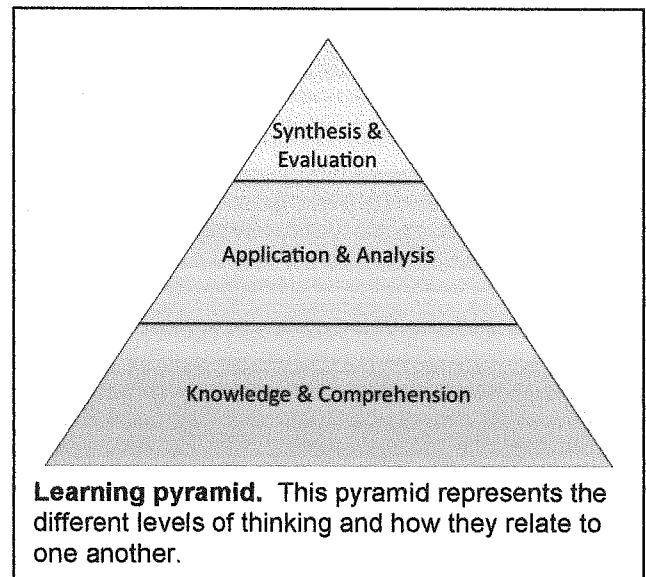 Synthesis &
Evaluation
Application & Analysis
Knowledge & Comprehension
Learning pyramid. This pyramid represents the
different levels of thinking and how they relate to
one another.